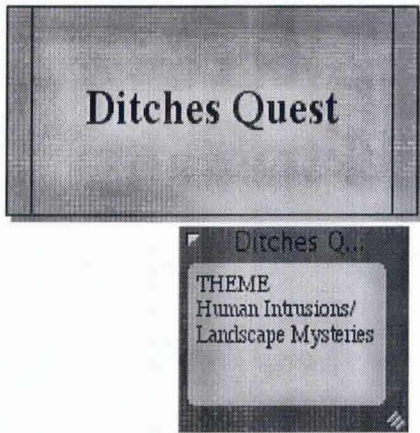 Ditches Quest
Ditches Q...
THEME
Human Intrusions/
Landscape Mysteries